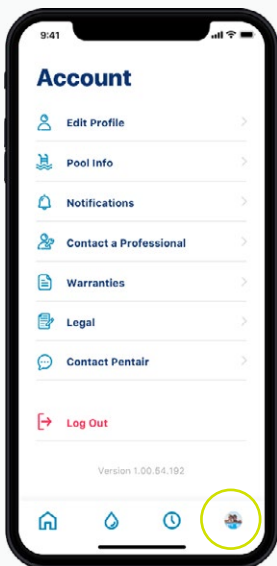 9:41
Account
Edit Profile
Pool Info
Notifications
Contact a Professional
Warranties
Legal
Contact Pentair
Log Out
Version 1.00.54.192